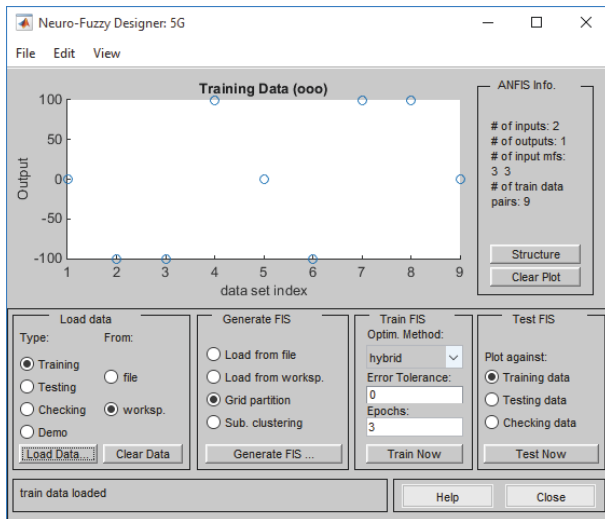 Neuro-Fuzzy Designer: 5G
File Edit View
Training Data (ooo)
100
50
0
-50
-100
Output
1 2 3 4 5 6 7 8 9
data set index
ANFIS Info.
# of inputs: 2
# of outputs: 1
# of input mfs:
3 3
# of train data
pairs: 9
Structure
Clear Plot
Load data
Type: From:
Training
Testing
Checking
Demo
file
worksp.
Load Data... Clear Data
Generate FIS
Load from file
Load from worksp.
Grid partition
Sub. clustering
Generate FIS ...
Train FIS
Optim. Method:
hybrid
Error Tolerance:
0
Epochs:
3
Train Now
Test FIS
Plot against:
Training data
Testing data
Checking data
Test Now
train data loaded
Help Close